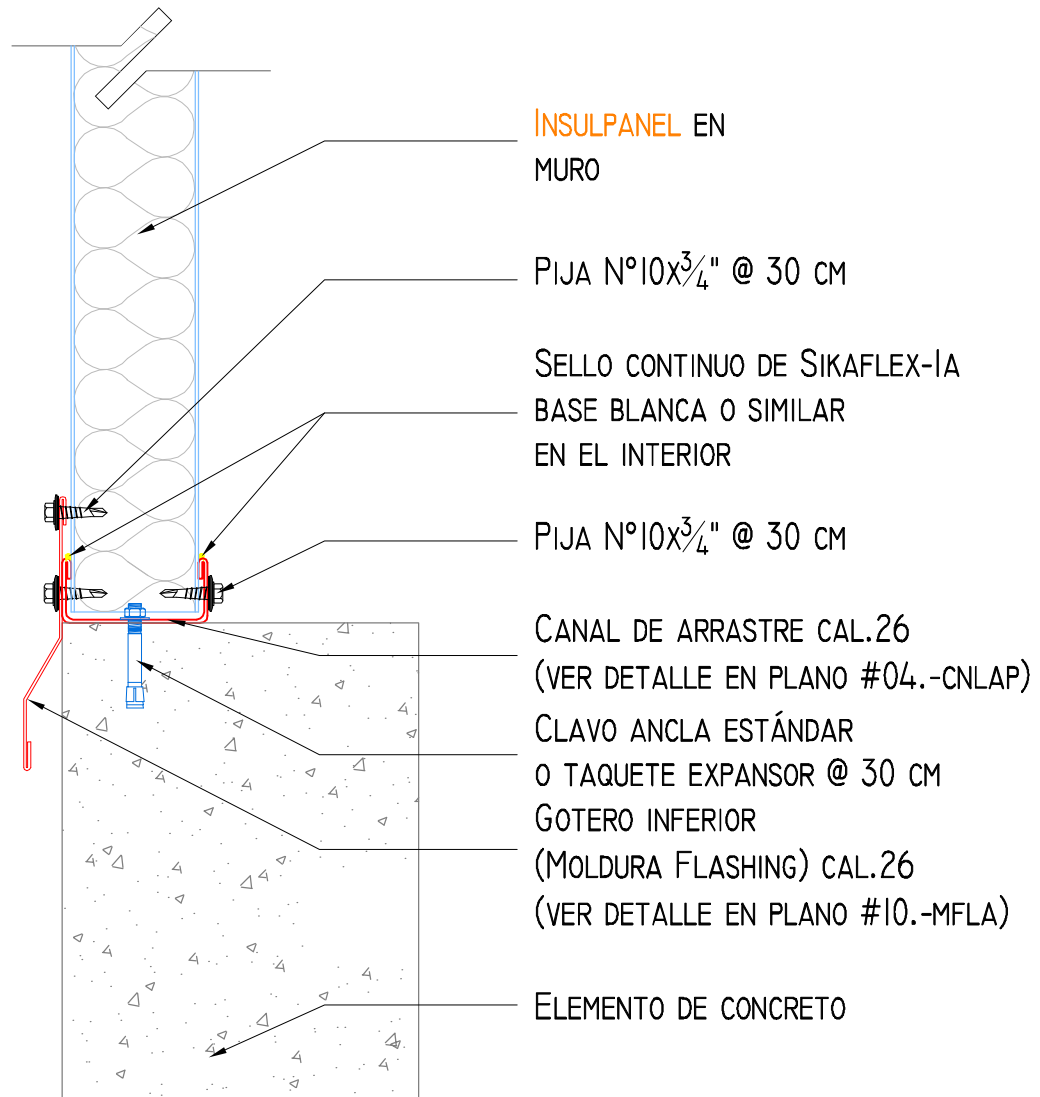 INSULPANEL EN
MURO
PIJA N°10X3/4" @ 30 CM
SELLO CONTINUO DE SIKAFLEX-1A
BASE BLANCA O SIMILAR
EN EL INTERIOR
PIJA N°10X3/4" @ 30 CM
CANAL DE ARRASTRE CAL.26
(VER DETALLE EN PLANO #04.-CNLAP)
CLAVO ANCLA ESTÁNDAR
O TAQUETE EXPANSOR @ 30 CM
GOTERO INFERIOR
(MOLDURA FLASHING) CAL.26
(VER DETALLE EN PLANO #10.-MFLA)
ELEMENTO DE CONCRETO